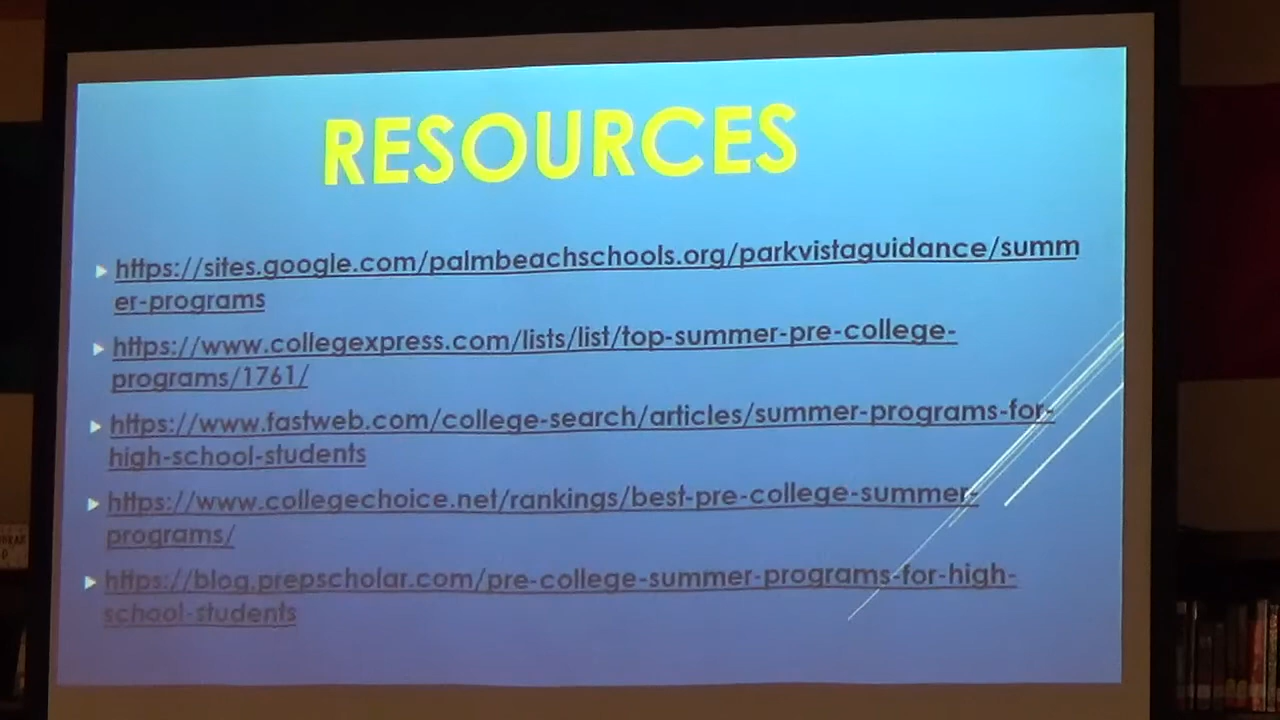 RESOURCES
https://sites.google.com/palmbeachschools.org/parkvistaguidance/summ
er-programs
https://www.collegexpress.com/lists/list/top-summer-pre-college-
programs/1761/
https://www.fastweb.com/college-search/articles/summer-programs-for-
high-school-students
https://www.collegechoice.net/rankings/best-pre-college-summer-
programs/
https://blog.prepscholar.com/pre-college-summer-programs-for-high-
school-students